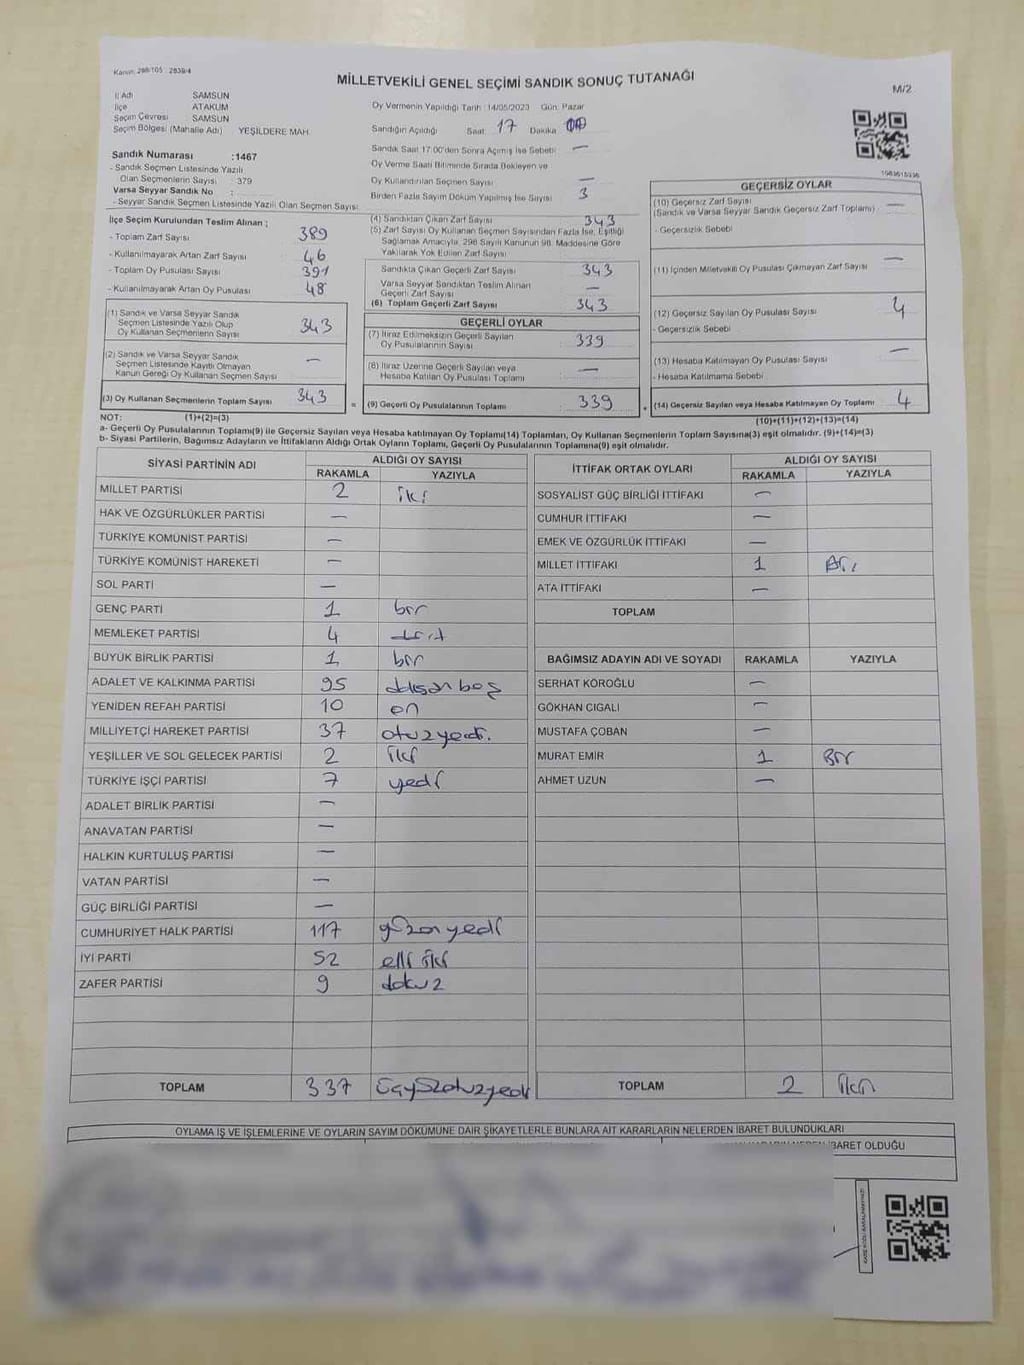 Kanun: 298/105 : 2839/4
MİLLETVEKİLİ GENEL SEÇİMİ SANDIK SONUÇ TUTANAĞI
M/2
İl Adı SAMSUN
İlçe ATAKUM
Seçim Çevresi SAMSUN
Seçim Bölgesi (Mahalle Adı) YEŞİLDERE MAH.
Oy Vermenin Yapıldığı Tarih :14/05/2023 Gün: Pazar
Sandığın Açıldığı Saat 17 Dakika
Sandık Saat 17:00'den Sonra Açımış İse Sebebi: —
Oy Verme Saati Bitiminde Sırada Bekleyen ve
Oy Kullandırılan Seçmen Sayısı —
Birden Fazla Sayım Döküm Yapılmış İse Sayısı 3
Sandık Numarası :1467
- Sandık Seçmen Listesinde Yazılı
Olan Seçmenlerin Sayısı : 379
Varsa Seyyar Sandık No :
- Seyyar Sandık Seçmen Listesinde Yazılı Olan Seçmen Sayısı:
İlçe Seçim Kurulundan Teslim Alınan ;
- Toplam Zarf Sayısı 389
- Kullanılmayarak Artan Zarf Sayısı 46
- Toplam Oy Pusulası Sayısı 391
- Kullanılmayarak Artan Oy Pusulası 48
(1) Sandık ve Varsa Seyyar Sandık
Seçmen Listesinde Yazılı Olup
Oy Kullanan Seçmenlerin Sayısı 343
(2) Sandık ve Varsa Seyyar Sandık
Seçmen Listesinde Kayıtlı Olmayan
Kanun Gereği Oy Kullanan Seçmen Sayısı —
(3) Oy Kullanan Seçmenlerin Toplam Sayısı 343
(4) Sandıktan Çıkan Zarf Sayısı 343
(5) Zarf Sayısı Oy Kullanan Seçmen Sayısından Fazla İse, Eşitliği
Sağlamak Amacıyla, 298 Sayılı Kanunun 98. Maddesine Göre
Yakılarak Yok Edilen Zarf Sayısı
Sandıkta Çıkan Geçerli Zarf Sayısı 343
Varsa Seyyar Sandıktan Teslim Alınan
Geçerli Zarf Sayısı —
(6) Toplam Geçerli Zarf Sayısı 343
GEÇERLİ OYLAR
(7) İtiraz Edilmeksizin Geçerli Sayılan
Oy Pusulalarının Sayısı 339
(8) İtiraz Üzerine Geçerli Sayılan veya
Hesaba Katılan Oy Pusulası Toplamı —
= (9) Geçerli Oy Pusulalarının Toplamı 339
GEÇERSİZ OYLAR
(10) Geçersiz Zarf Sayısı
(Sandık ve Varsa Seyyar Sandık Geçersiz Zarf Toplamı) —
- Geçersizlik Sebebi
(11) İçinden Milletvekili Oy Pusulası Çıkmayan Zarf Sayısı —
(12) Geçersiz Sayılan Oy Pusulası Sayısı 4
- Geçersizlik Sebebi
(13) Hesaba Katılmayan Oy Pusulası Sayısı —
- Hesaba Katılmama Sebebi
+ (14) Geçersiz Sayılan veya Hesaba Katılmayan Oy Toplamı 4
NOT: (1)+(2)=(3) (10)+(11)+(12)+(13)=(14)
a- Geçerli Oy Pusulalarının Toplamı(9) ile Geçersiz Sayılan veya Hesaba katılmayan Oy Toplamı(14) Toplamları, Oy Kullanan Seçmenlerin Toplam Sayısına(3) eşit olmalıdır. (9)+(14)=(3)
b- Siyasi Partilerin, Bağımsız Adayların ve İttifakların Aldığı Ortak Oyların Toplamı, Geçerli Oy Pusulalarının Toplamına(9) eşit olmalıdır.
SİYASİ PARTİNİN ADI ALDIĞI OY SAYISI
RAKAMLA YAZIYLA
MİLLET PARTİSİ 2 iki
HAK VE ÖZGÜRLÜKLER PARTİSİ —
TÜRKİYE KOMÜNİST PARTİSİ —
TÜRKİYE KOMÜNİST HAREKETİ —
SOL PARTİ —
GENÇ PARTİ 1 bir
MEMLEKET PARTİSİ 4 dört
BÜYÜK BİRLİK PARTİSİ 1 bir
ADALET VE KALKINMA PARTİSİ 95 doksan beş
YENİDEN REFAH PARTİSİ 10 on
MİLLİYETÇİ HAREKET PARTİSİ 37 otuzyedi.
YEŞİLLER VE SOL GELECEK PARTİSİ 2 iki
TÜRKİYE İŞÇİ PARTİSİ 7 yedi
ADALET BİRLİK PARTİSİ —
ANAVATAN PARTİSİ —
HALKIN KURTULUŞ PARTİSİ —
VATAN PARTİSİ —
GÜÇ BİRLİĞİ PARTİSİ —
CUMHURİYET HALK PARTİSİ 117 yüzonyedi
İYİ PARTİ 52 elli iki
ZAFER PARTİSİ 9 dokuz
TOPLAM 337 üçyüzotuzyedi
İTTİFAK ORTAK OYLARI ALDIĞI OY SAYISI
RAKAMLA YAZIYLA
SOSYALİST GÜÇ BİRLİĞİ İTTİFAKI —
CUMHUR İTTİFAKI —
EMEK VE ÖZGÜRLÜK İTTİFAKI —
MİLLET İTTİFAKI 1 Bir
ATA İTTİFAKI —
TOPLAM
BAĞIMSIZ ADAYIN ADI VE SOYADI RAKAMLA YAZIYLA
SERHAT KÖROĞLU —
GÖKHAN CIGALI —
MUSTAFA ÇOBAN —
MURAT EMİR 1 Bir
AHMET UZUN —
TOPLAM 2 iki
OYLAMA İŞ VE İŞLEMLERİNE VE OYLARIN SAYIM DÖKÜMÜNE DAİR ŞİKAYETLERLE BUNLARA AİT KARARLARIN NELERDEN İBARET BULUNDUKLARI
İBARET OLDUĞU